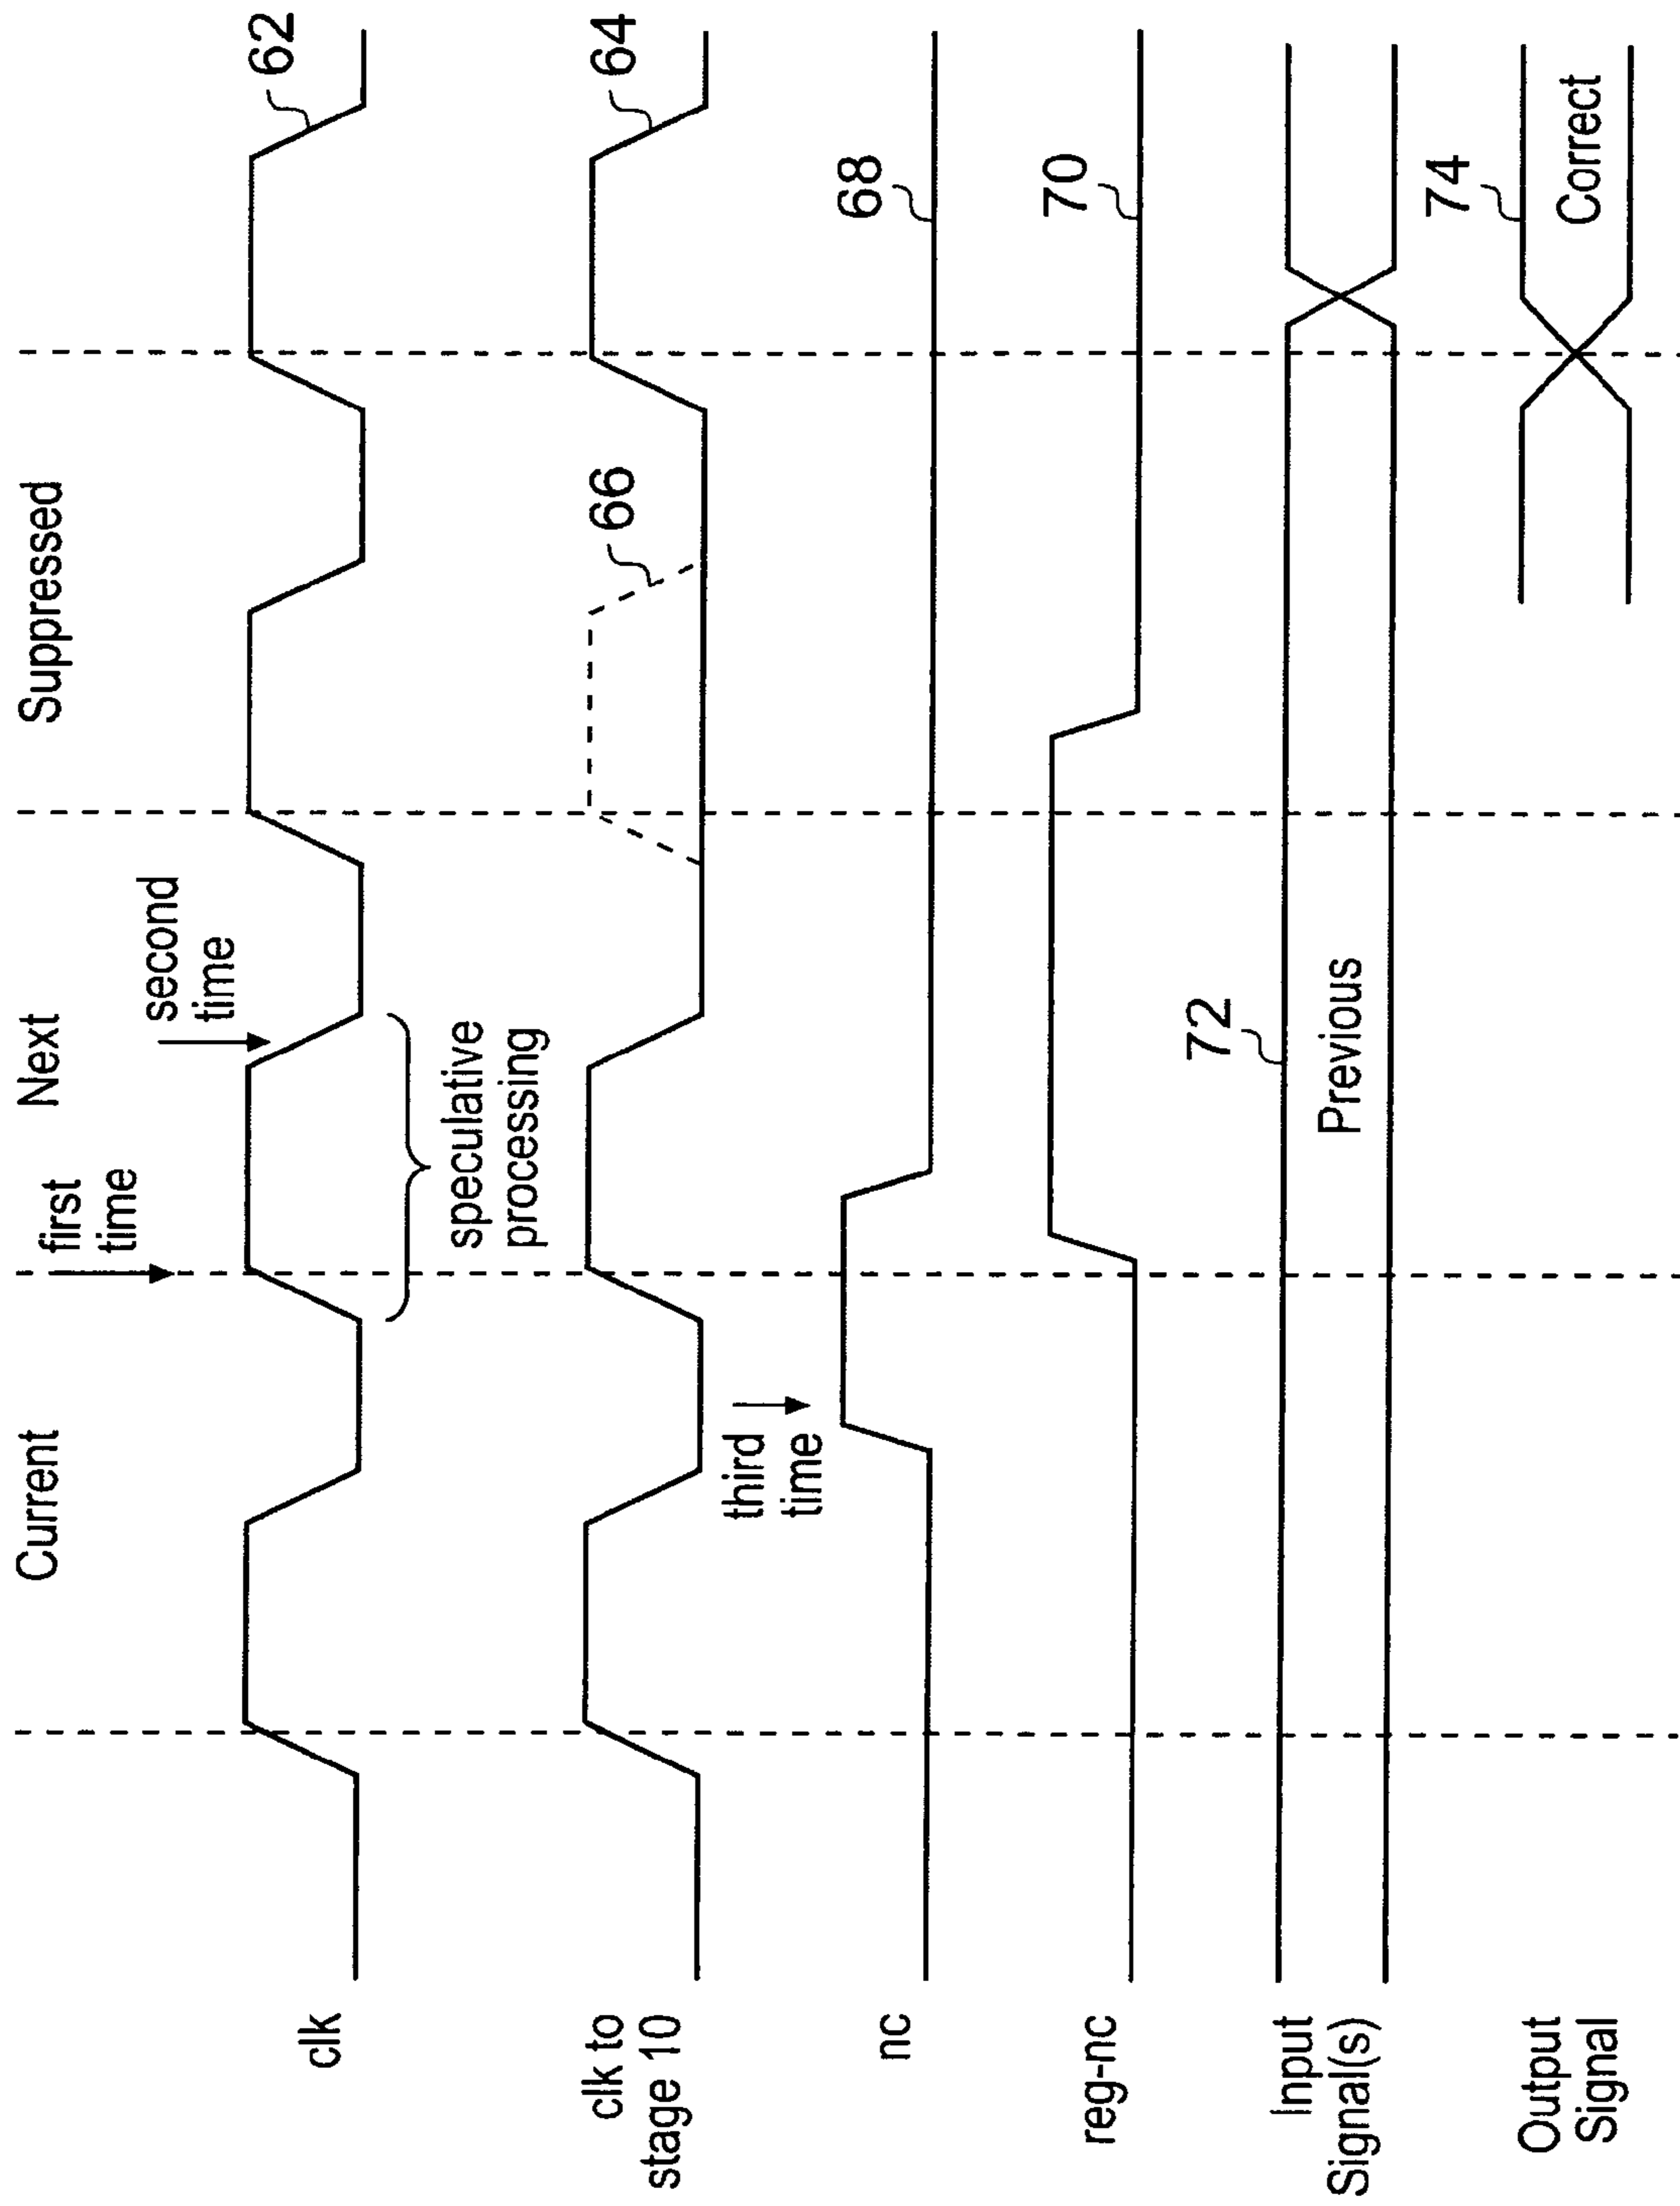 Current
Next
Suppressed
first
time
second
time
clk
62
speculative
processing
clk to
stage 10
64
66
third
time
nc
68
reg-nc
70
Input
Signal(s)
72
Previous
Output
Signal
74
Correct